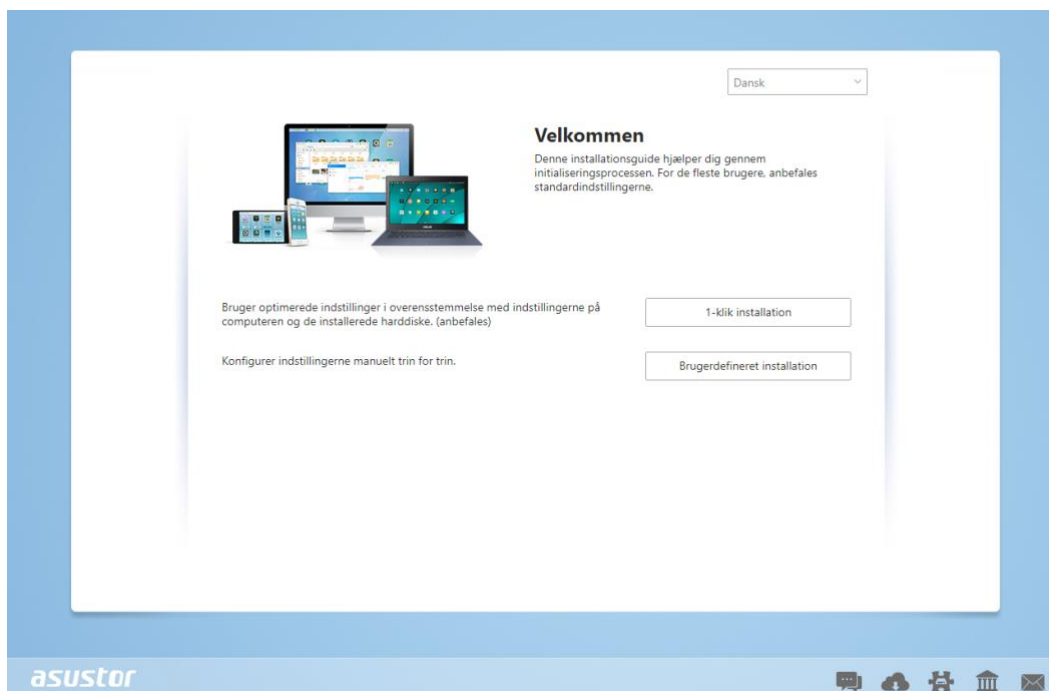 Dansk
Velkommen
Denne installationsguide hjælper dig gennem
initialiseringsprocessen. For de fleste brugere, anbefales
standardindstillingerne.
Bruger optimerede indstillinger i overensstemmelse med indstillingerne på
computeren og de installerede harddiske. (anbefales)
1-klik installation
Konfigurer indstillingerne manuelt trin for trin.
Brugerdefineret installation
asustor